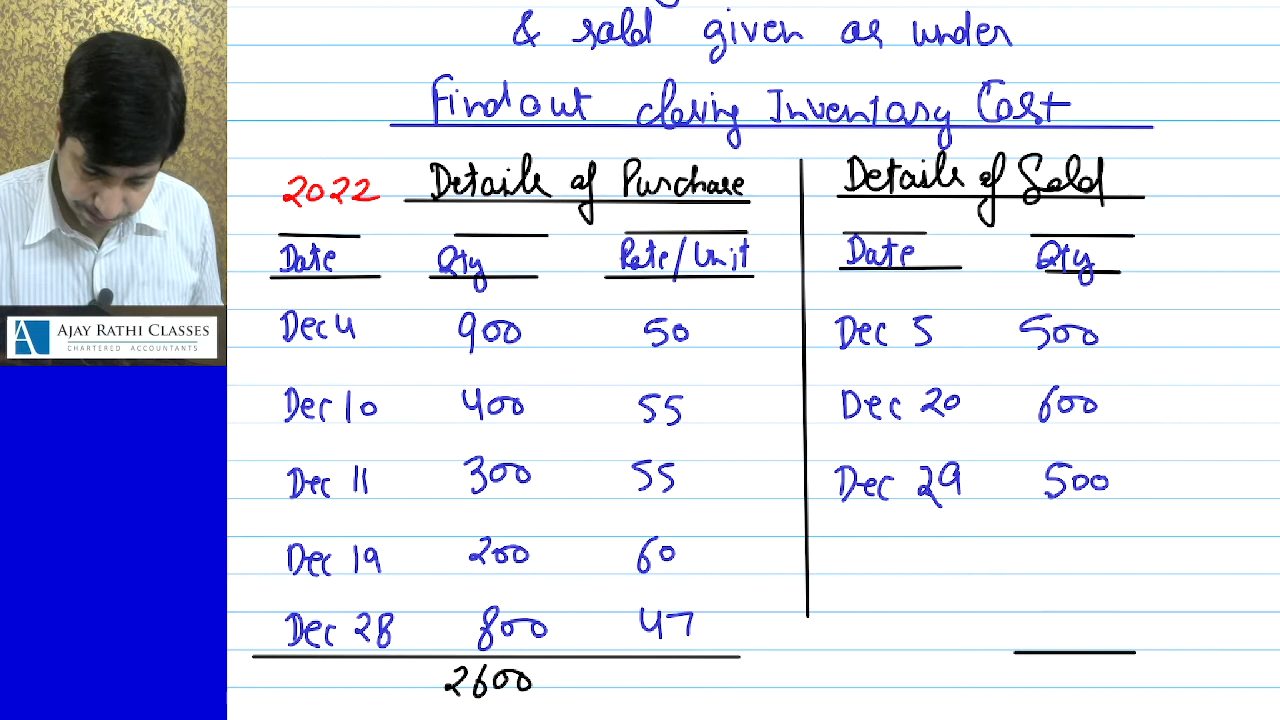 & sold given as under
Findout closing Inventory Cost
2022 Details of Purchase Details of Sold
Date Qty Rate/Unit Date Qty
Dec 4 900 50 Dec 5 500
Dec 10 400 55 Dec 20 600
Dec 11 300 55 Dec 29 500
Dec 19 200 60
Dec 28 800 47
2600
A AJAY RATHI CLASSES
CHARTERED ACCOUNTANTS